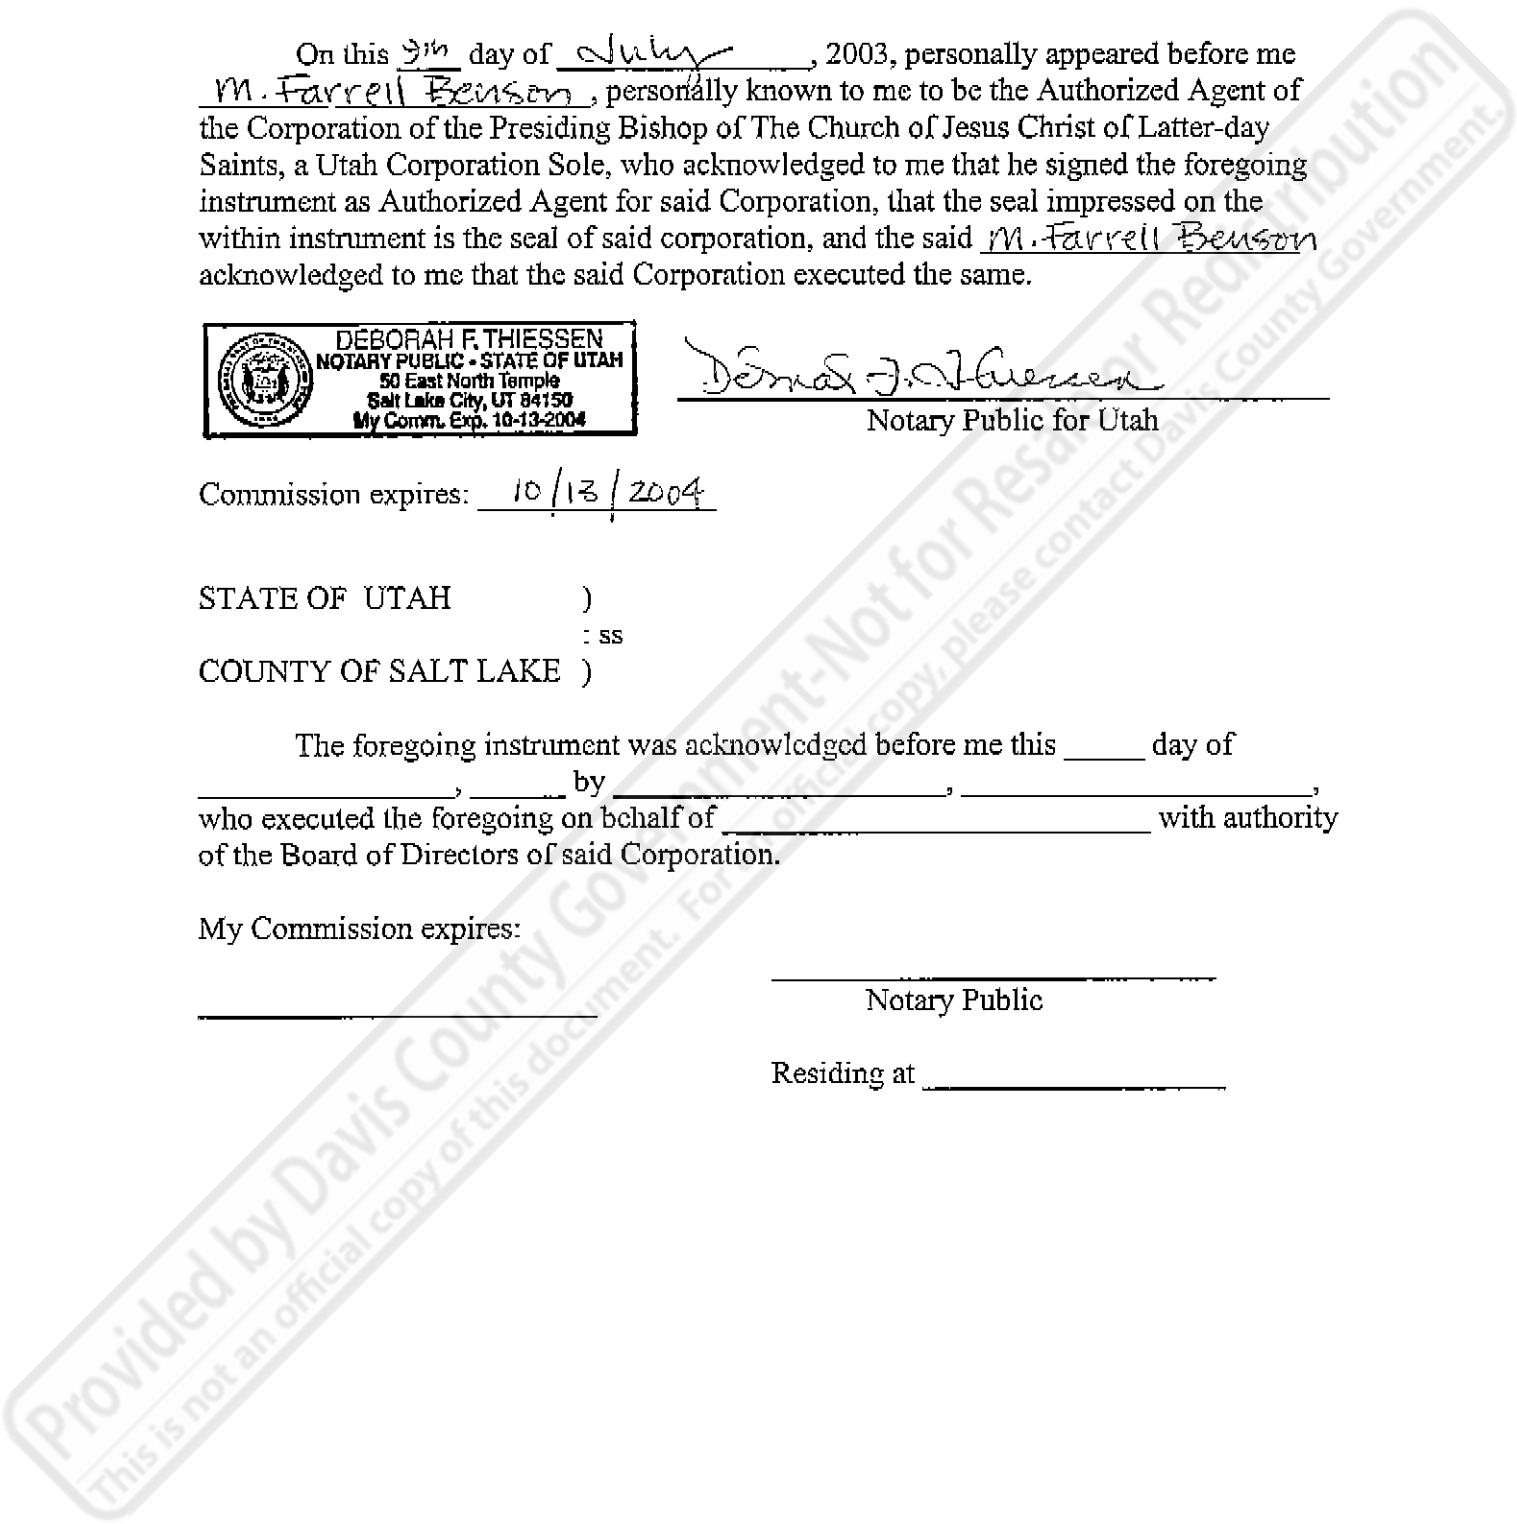 On this 9th day of July, 2003, personally appeared before me
M. Farrell Benson, personally known to me to be the Authorized Agent of
the Corporation of the Presiding Bishop of The Church of Jesus Christ of Latter-day
Saints, a Utah Corporation Sole, who acknowledged to me that he signed the foregoing
instrument as Authorized Agent for said Corporation, that the seal impressed on the
within instrument is the seal of said corporation, and the said M. Farrell Benson
acknowledged to me that the said Corporation executed the same.
DEBORAH F. THIESSEN
NOTARY PUBLIC - STATE OF UTAH
50 East North Temple
Salt Lake City, UT 84150
My Comm. Exp. 10-13-2004
Deborah F. Thiessen
Notary Public for Utah
Commission expires: 10/13/2004
STATE OF UTAH )
: ss
COUNTY OF SALT LAKE )
The foregoing instrument was acknowledged before me this _____ day of
_____, _____ by _____, _____,
who executed the foregoing on behalf of _____ with authority
of the Board of Directors of said Corporation.
My Commission expires:
Notary Public
Residing at _____
Provided by Davis County Government-Not for Resale or Redistribution
This is not an official copy of this document. For an official copy, please contact Davis County Government.